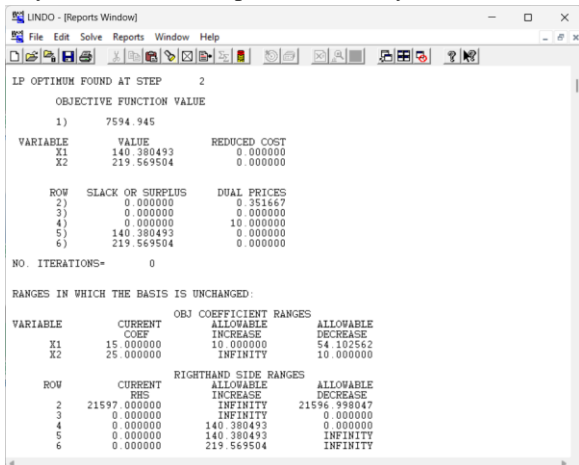 LINDO - [Reports Window]
File Edit Solve Reports Window Help
LP OPTIMUM FOUND AT STEP 2
OBJECTIVE FUNCTION VALUE
1) 7594.945
VARIABLE VALUE REDUCED COST
X1 140.380493 0.000000
X2 219.569504 0.000000
ROW SLACK OR SURPLUS DUAL PRICES
2) 0.000000 0.351667
3) 0.000000 0.000000
4) 0.000000 10.000000
5) 140.380493 0.000000
6) 219.569504 0.000000
NO. ITERATIONS= 0
RANGES IN WHICH THE BASIS IS UNCHANGED:
OBJ COEFFICIENT RANGES
VARIABLE CURRENT ALLOWABLE ALLOWABLE
COEF INCREASE DECREASE
X1 15.000000 10.000000 54.102562
X2 25.000000 INFINITY 10.000000
RIGHTHAND SIDE RANGES
ROW CURRENT ALLOWABLE ALLOWABLE
RHS INCREASE DECREASE
2 21597.000000 INFINITY 21596.998047
3 0.000000 INFINITY 0.000000
4 0.000000 140.380493 0.000000
5 0.000000 140.380493 INFINITY
6 0.000000 219.569504 INFINITY